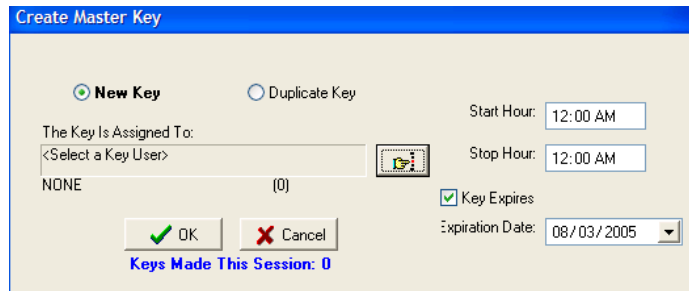 Create Master Key
New Key
Duplicate Key
The Key Is Assigned To:
<Select a Key User>
NONE (0)
OK
Cancel
Keys Made This Session: 0
Start Hour: 12:00 AM
Stop Hour: 12:00 AM
Key Expires
Expiration Date: 08/03/2005